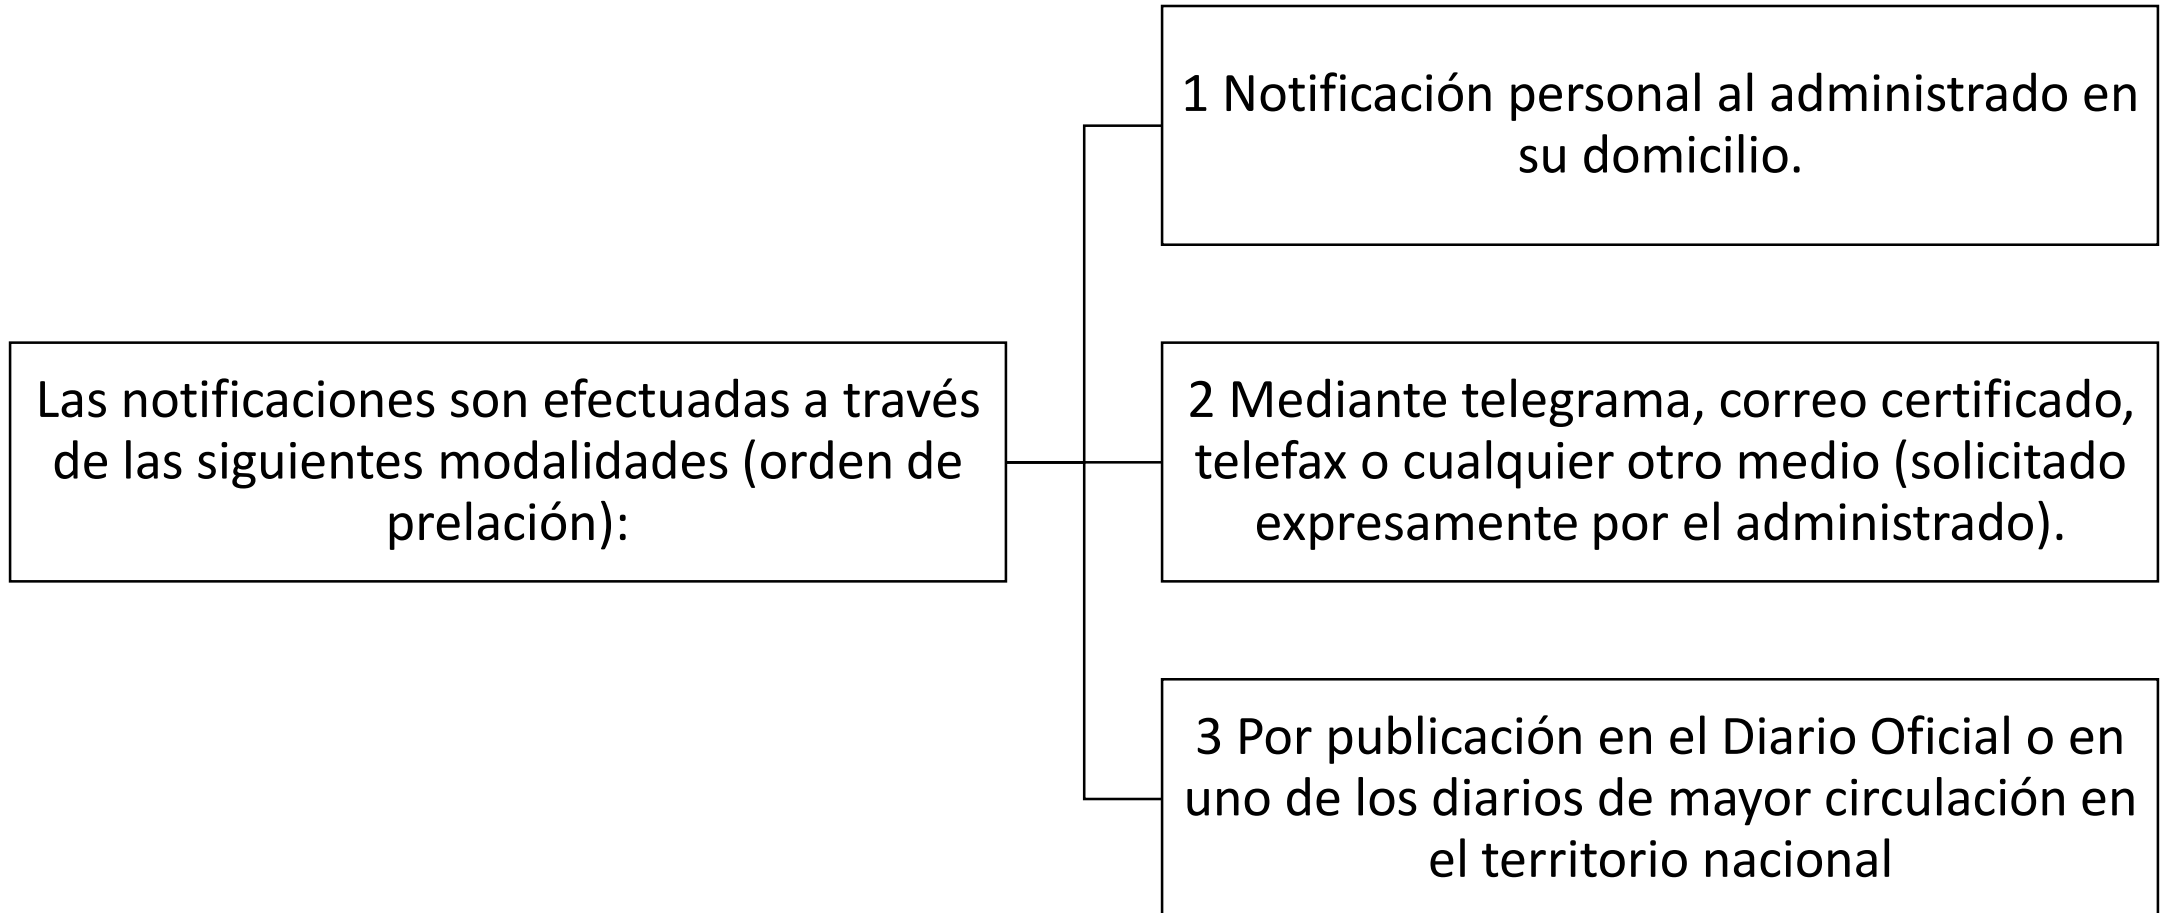 Las notificaciones son efectuadas a través
de las siguientes modalidades (orden de
prelación):
1 Notificación personal al administrado en
su domicilio.
2 Mediante telegrama, correo certificado,
telefax o cualquier otro medio (solicitado
expresamente por el administrado).
3 Por publicación en el Diario Oficial o en
uno de los diarios de mayor circulación en
el territorio nacional